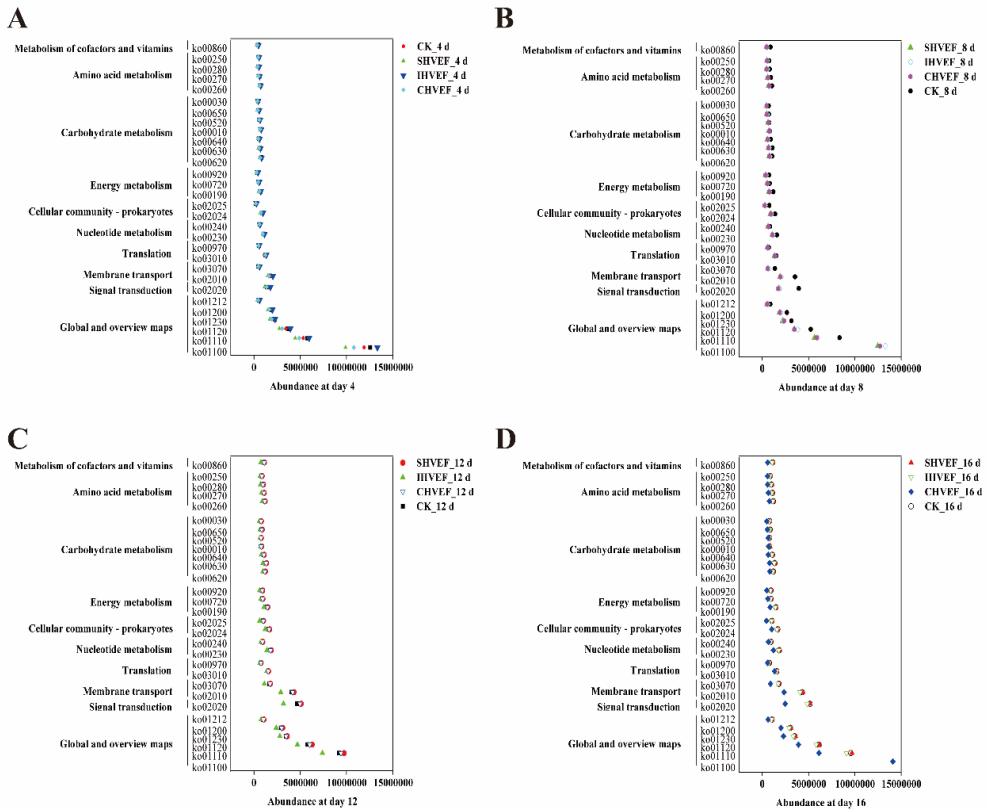 A
Metabolism of cofactors and vitamins
Amino acid metabolism
Carbohydrate metabolism
Energy metabolism
Cellular community - prokaryotes
Nucleotide metabolism
Translation
Membrane transport
Signal transduction
Global and overview maps
ko00860
ko00250
ko00280
ko00270
ko00260
ko00030
ko00650
ko00520
ko00010
ko00640
ko00630
ko00620
ko00920
ko00720
ko00190
ko02025
ko02024
ko00240
ko00230
ko00970
ko03010
ko03070
ko02010
ko02020
ko01212
ko01200
ko01230
ko01120
ko01110
ko01100
CK_4 d
SHVEF_4 d
IHVEF_4 d
CHVEF_4 d
0 5000000 10000000 15000000
Abundance at day 4
B
Metabolism of cofactors and vitamins
Amino acid metabolism
Carbohydrate metabolism
Energy metabolism
Cellular community - prokaryotes
Nucleotide metabolism
Translation
Membrane transport
Signal transduction
Global and overview maps
ko00860
ko00250
ko00280
ko00270
ko00260
ko00030
ko00650
ko00520
ko00010
ko00640
ko00630
ko00620
ko00920
ko00720
ko00190
ko02025
ko02024
ko00240
ko00230
ko00970
ko03010
ko03070
ko02010
ko02020
ko01212
ko01200
ko01230
ko01120
ko01110
ko01100
SHVEF_8 d
IHVEF_8 d
CHVEF_8 d
CK_8 d
0 5000000 10000000 15000000
Abundance at day 8
C
Metabolism of cofactors and vitamins
Amino acid metabolism
Carbohydrate metabolism
Energy metabolism
Cellular community - prokaryotes
Nucleotide metabolism
Translation
Membrane transport
Signal transduction
Global and overview maps
ko00860
ko00250
ko00280
ko00270
ko00260
ko00030
ko00650
ko00520
ko00010
ko00640
ko00630
ko00620
ko00920
ko00720
ko00190
ko02025
ko02024
ko00240
ko00230
ko00970
ko03010
ko03070
ko02010
ko02020
ko01212
ko01200
ko01230
ko01120
ko01110
ko01100
SHVEF_12 d
IHVEF_12 d
CHVEF_12 d
CK_12 d
0 5000000 10000000 15000000
Abundance at day 12
D
Metabolism of cofactors and vitamins
Amino acid metabolism
Carbohydrate metabolism
Energy metabolism
Cellular community - prokaryotes
Nucleotide metabolism
Translation
Membrane transport
Signal transduction
Global and overview maps
ko00860
ko00250
ko00280
ko00270
ko00260
ko00030
ko00650
ko00520
ko00010
ko00640
ko00630
ko00620
ko00920
ko00720
ko00190
ko02025
ko02024
ko00240
ko00230
ko00970
ko03010
ko03070
ko02010
ko02020
ko01212
ko01200
ko01230
ko01120
ko01110
ko01100
SHVEF_16 d
IHVEF_16 d
CHVEF_16 d
CK_16 d
0 5000000 10000000 15000000
Abundance at day 16